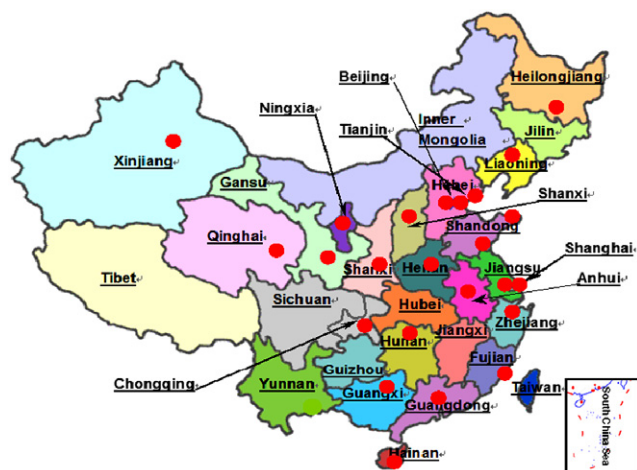 Beijing
Heilongjiang
Ningxia
Inner
Mongolia
Tianjin
Jilin
Xinjiang
Liaoning
Gansu
Hebei
Shanxi
Shandong
Qinghai
Shanghai
Shanxi
Henan
Jiangsu
Tibet
Anhui
Sichuan
Hubei
Zhejiang
Hunan
Jiangxi
Chongqing
Guizhou
Fujian
Yunnan
Guangxi
Taiwan
Guangdong
South China Sea
Hainan